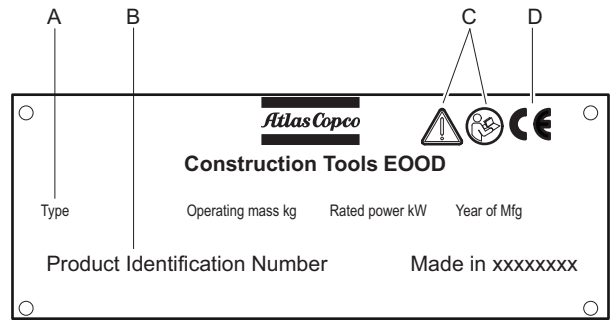 A B C D
Atlas Copco
CE
Construction Tools EOOD
Type Operating mass kg Rated power kW Year of Mfg
Product Identification Number Made in xxxxxxxx